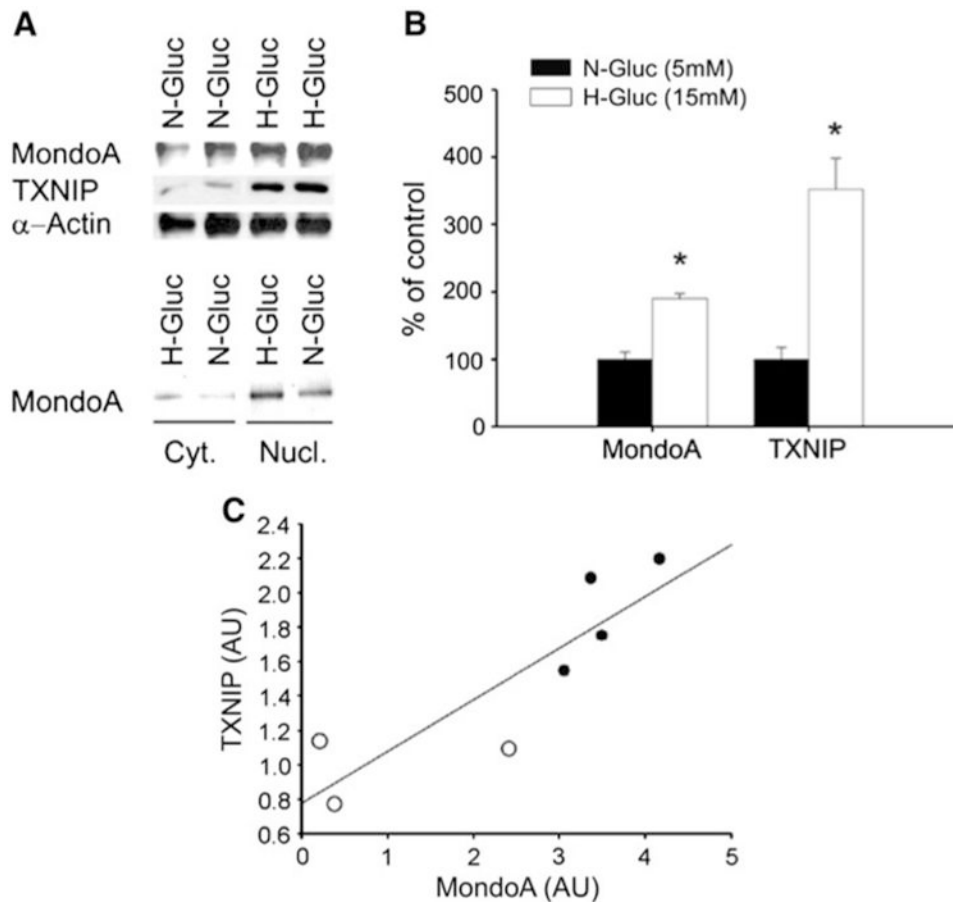 A
N-Gluc N-Gluc H-Gluc H-Gluc
MondoA
TXNIP
α–Actin
H-Gluc N-Gluc H-Gluc N-Gluc
MondoA
Cyt. Nucl.
B
N-Gluc (5mM)
H-Gluc (15mM)
% of control
500
400
300
200
100
0
* *
MondoA TXNIP
C
TXNIP (AU)
2.4
2.2
2.0
1.8
1.6
1.4
1.2
1.0
0.8
0.6
0 1 2 3 4 5
MondoA (AU)